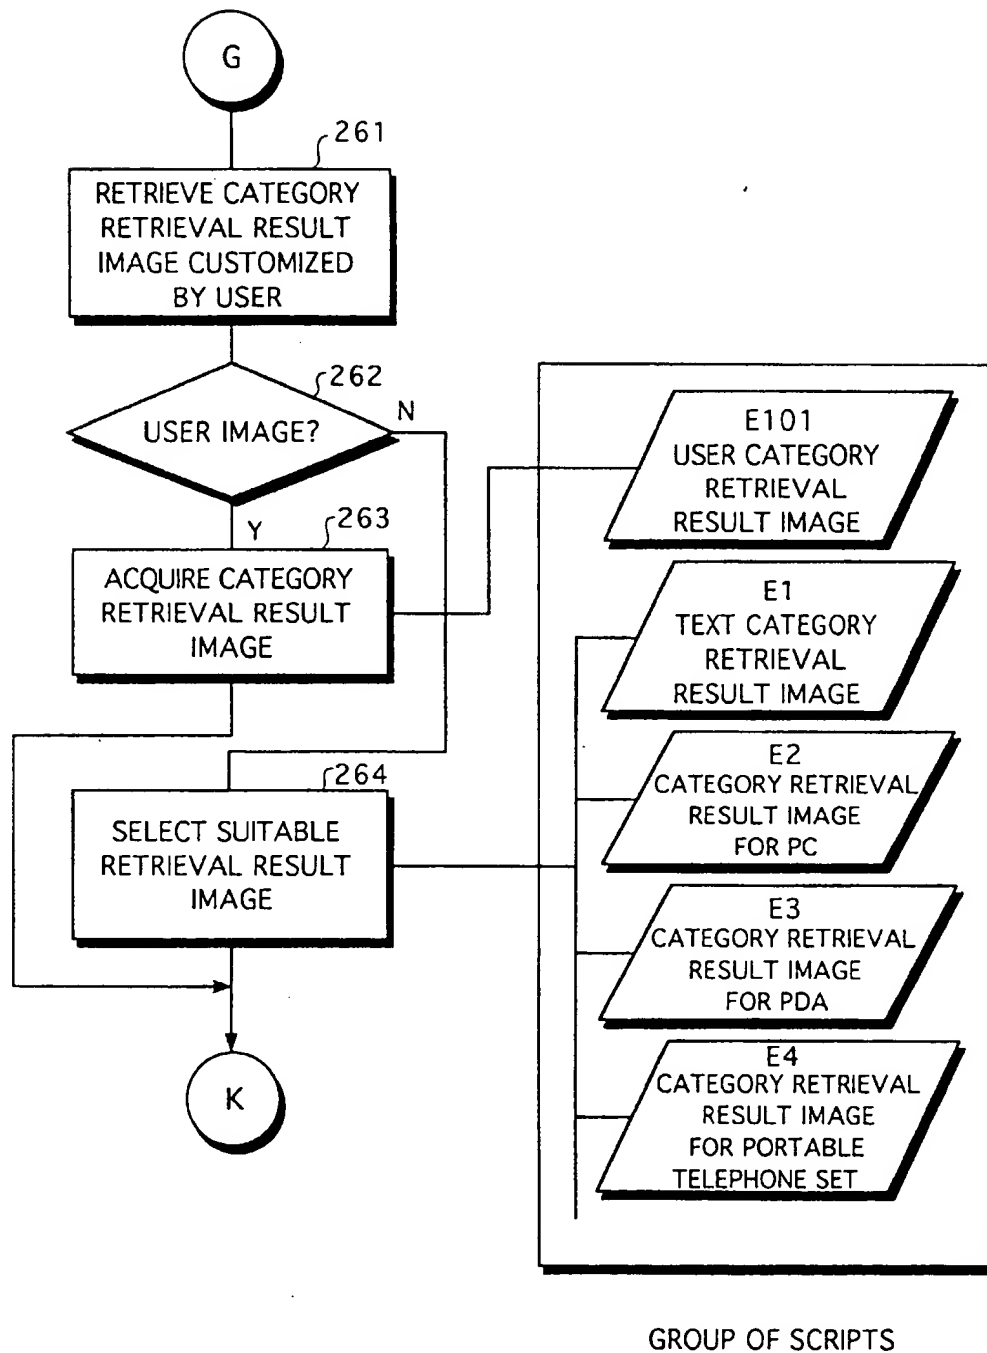 G
261
RETRIEVE CATEGORY
RETRIEVAL RESULT
IMAGE CUSTOMIZED
BY USER
262
USER IMAGE?
N
Y
263
ACQUIRE CATEGORY
RETRIEVAL RESULT
IMAGE
264
SELECT SUITABLE
RETRIEVAL RESULT
IMAGE
K
E101
USER CATEGORY
RETRIEVAL
RESULT IMAGE
E1
TEXT CATEGORY
RETRIEVAL
RESULT IMAGE
E2
CATEGORY RETRIEVAL
RESULT IMAGE
FOR PC
E3
CATEGORY RETRIEVAL
RESULT IMAGE
FOR PDA
E4
CATEGORY RETRIEVAL
RESULT IMAGE
FOR PORTABLE
TELEPHONE SET
GROUP OF SCRIPTS